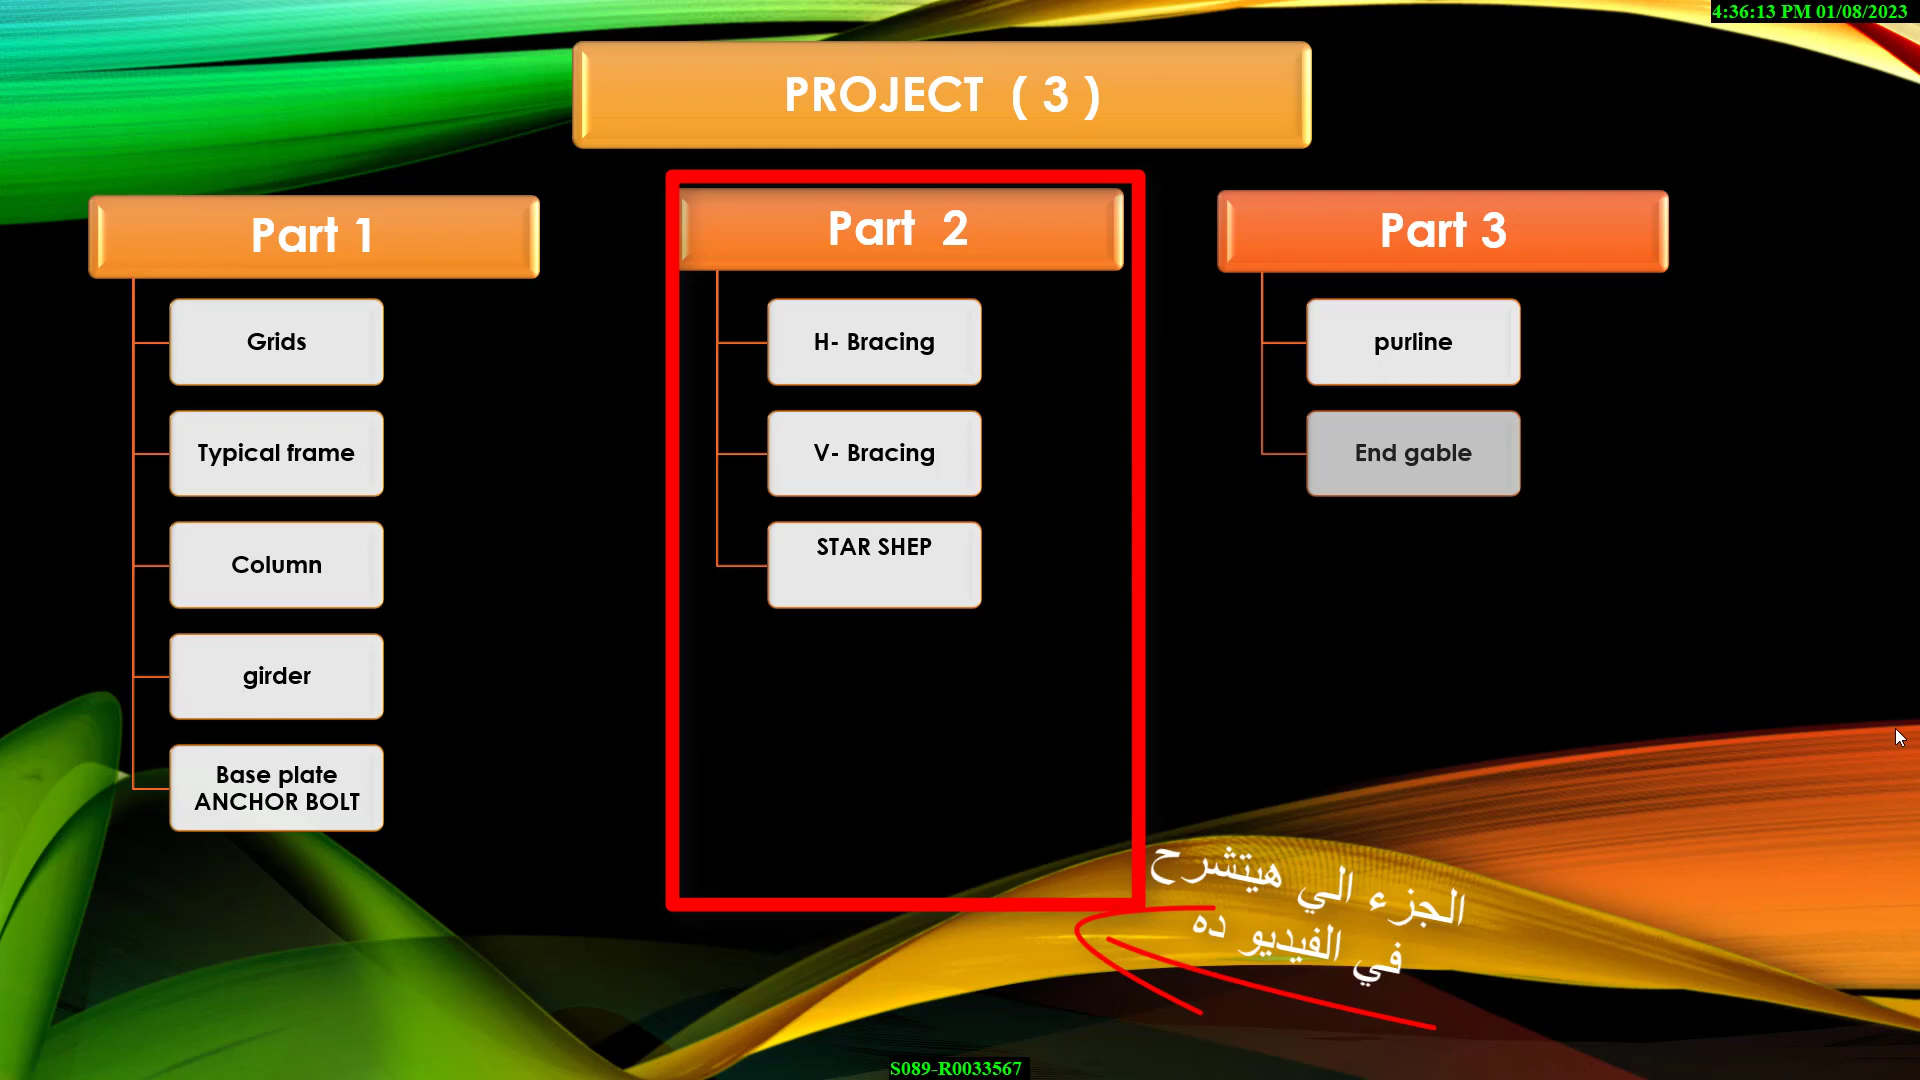 4:36:13 PM 01/08/2023
PROJECT ( 3 )
Part 1
Grids
Typical frame
Column
girder
Base plate
ANCHOR BOLT
Part 2
H- Bracing
V- Bracing
STAR SHEP
Part 3
purline
End gable
الجزء الي هيتشرح
في الفيديو ده
S089-R0033567